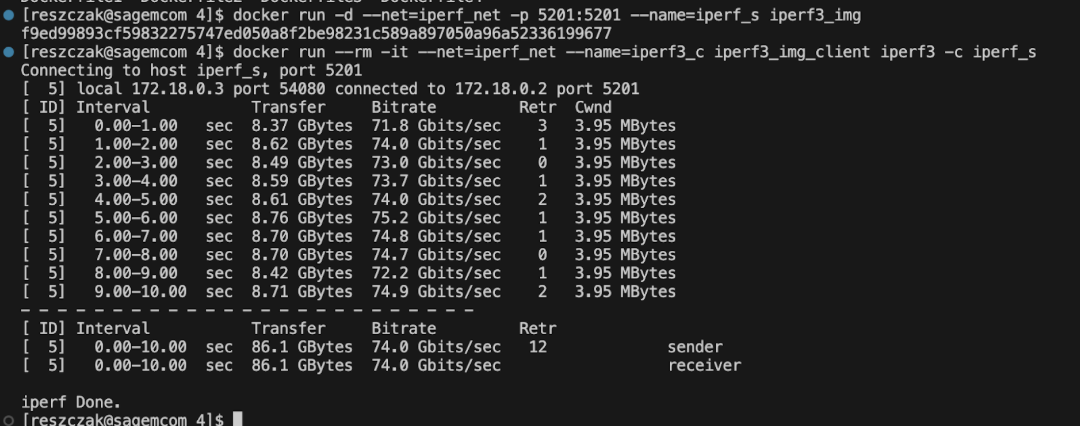 [reszczak@sagemcom 4]$ docker run -d --net=iperf_net -p 5201:5201 --name=iperf_s iperf3_img
f9ed99893cf59832275747ed050a8f2be98231c589a897050a96a52336199677
[reszczak@sagemcom 4]$ docker run --rm -it --net=iperf_net --name=iperf3_c iperf3_img_client iperf3 -c iperf_s
Connecting to host iperf_s, port 5201
[  5] local 172.18.0.3 port 54080 connected to 172.18.0.2 port 5201
[ ID] Interval           Transfer     Bitrate         Retr  Cwnd
[  5]   0.00-1.00   sec  8.37 GBytes  71.8 Gbits/sec    3   3.95 MBytes
[  5]   1.00-2.00   sec  8.62 GBytes  74.0 Gbits/sec    1   3.95 MBytes
[  5]   2.00-3.00   sec  8.49 GBytes  73.0 Gbits/sec    0   3.95 MBytes
[  5]   3.00-4.00   sec  8.59 GBytes  73.7 Gbits/sec    1   3.95 MBytes
[  5]   4.00-5.00   sec  8.61 GBytes  74.0 Gbits/sec    2   3.95 MBytes
[  5]   5.00-6.00   sec  8.76 GBytes  75.2 Gbits/sec    1   3.95 MBytes
[  5]   6.00-7.00   sec  8.70 GBytes  74.8 Gbits/sec    1   3.95 MBytes
[  5]   7.00-8.00   sec  8.70 GBytes  74.7 Gbits/sec    0   3.95 MBytes
[  5]   8.00-9.00   sec  8.42 GBytes  72.2 Gbits/sec    1   3.95 MBytes
[  5]   9.00-10.00  sec  8.71 GBytes  74.9 Gbits/sec    2   3.95 MBytes
- - - - - - - - - - - - - - - - - - - - - - - - -
[ ID] Interval           Transfer     Bitrate         Retr
[  5]   0.00-10.00  sec  86.1 GBytes  74.0 Gbits/sec   12             sender
[  5]   0.00-10.00  sec  86.1 GBytes  74.0 Gbits/sec                  receiver
iperf Done.
[reszczak@sagemcom 4]$